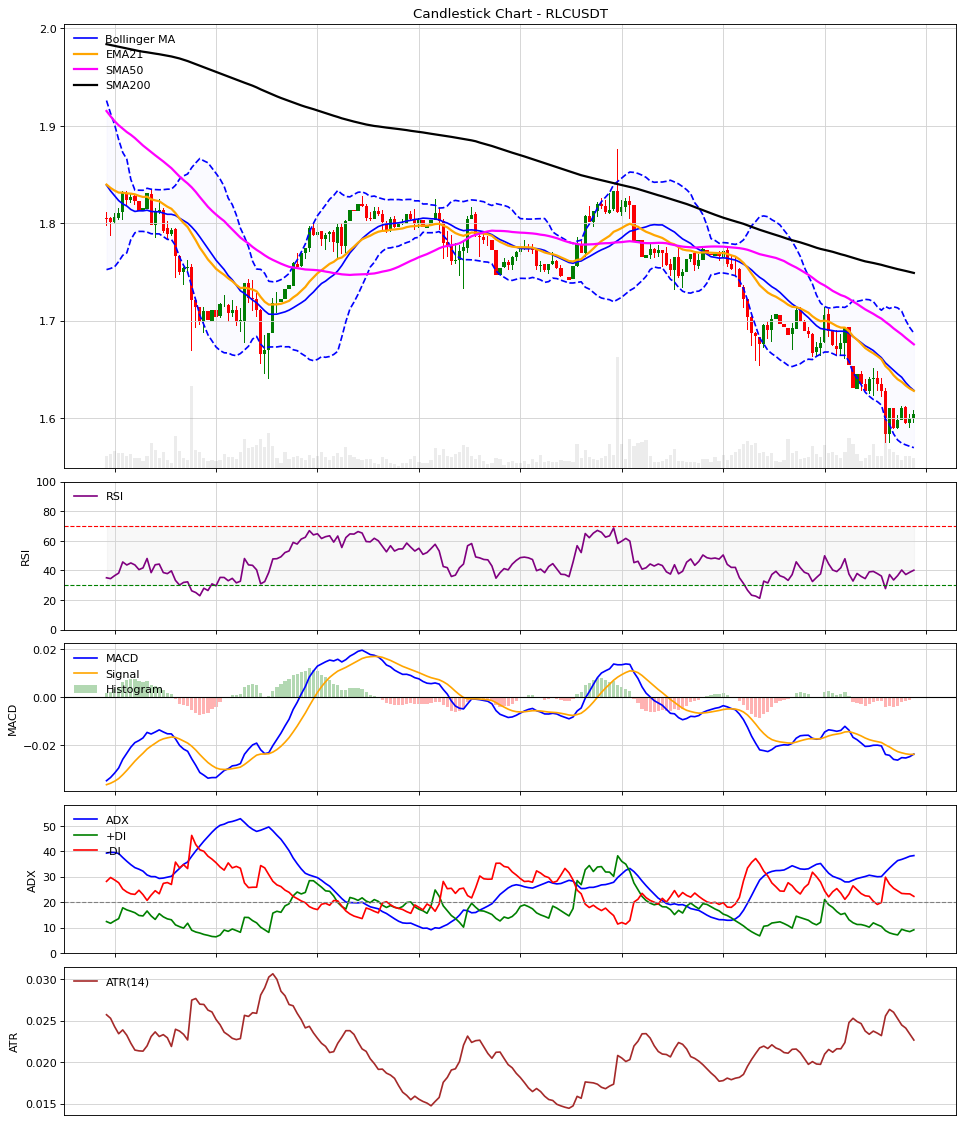 Candlestick Chart - RLCUSDT
2.0
1.9
1.8
1.7
1.6
Bollinger MA
EMA21
SMA50
SMA200
100
80
60
40
20
0
RSI
RSI
0.02
0.00
−0.02
MACD
MACD
Signal
Histogram
50
40
30
20
10
0
ADX
ADX
+DI
-DI
0.030
0.025
0.020
0.015
ATR
ATR(14)